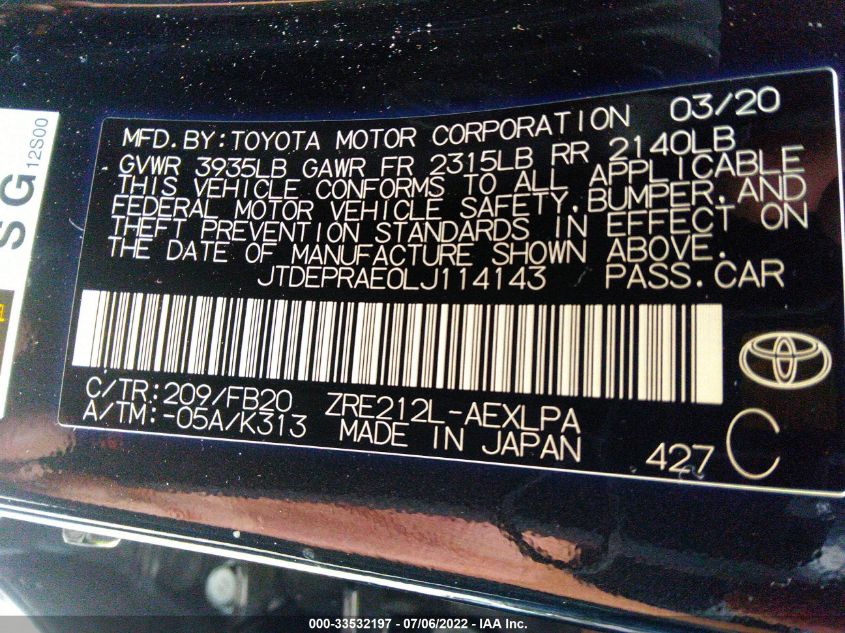 SG
12S00
03/20
MFD.BY:TOYOTA MOTOR CORPORATION
GVWR 3935LB GAWR FR 2315LB RR 2140LB
THIS VEHICLE CONFORMS TO ALL APPLICABLE
FEDERAL MOTOR VEHICLE SAFETY,BUMPER,AND
THEFT PREVENTION STANDARDS IN EFFECT ON
THE DATE OF MANUFACTURE SHOWN ABOVE.
JTDEPRAE0LJ114143 PASS.CAR
C/TR:209/FB20 ZRE212L-AEXLPA
A/TM:-05A/K313 MADE IN JAPAN
427 C
000-33532197 - 07/06/2022 - IAA Inc.